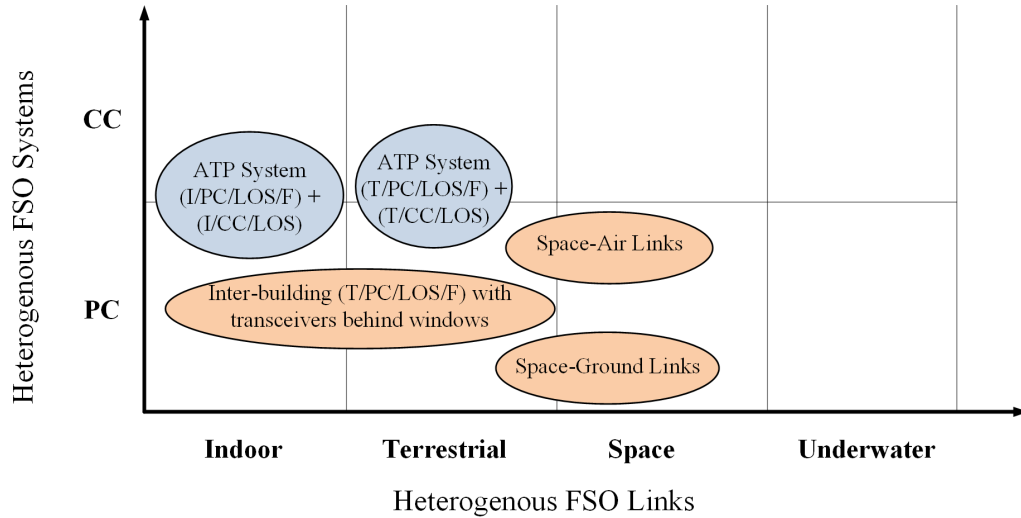 Heterogenous FSO Systems
CC
PC
ATP System
(I/PC/LOS/F) +
(I/CC/LOS)
ATP System
(T/PC/LOS/F) +
(T/CC/LOS)
Space-Air Links
Inter-building (T/PC/LOS/F) with
transceivers behind windows
Space-Ground Links
Indoor
Terrestrial
Space
Underwater
Heterogenous FSO Links